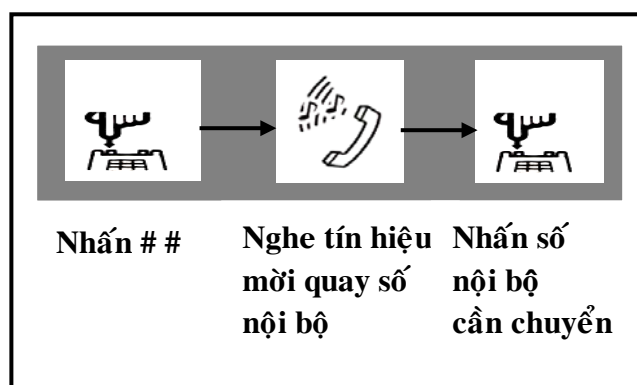 Nhấn # #
Nghe tín hiệu
mời quay số
nội bộ
Nhấn số
nội bộ
cần chuyển